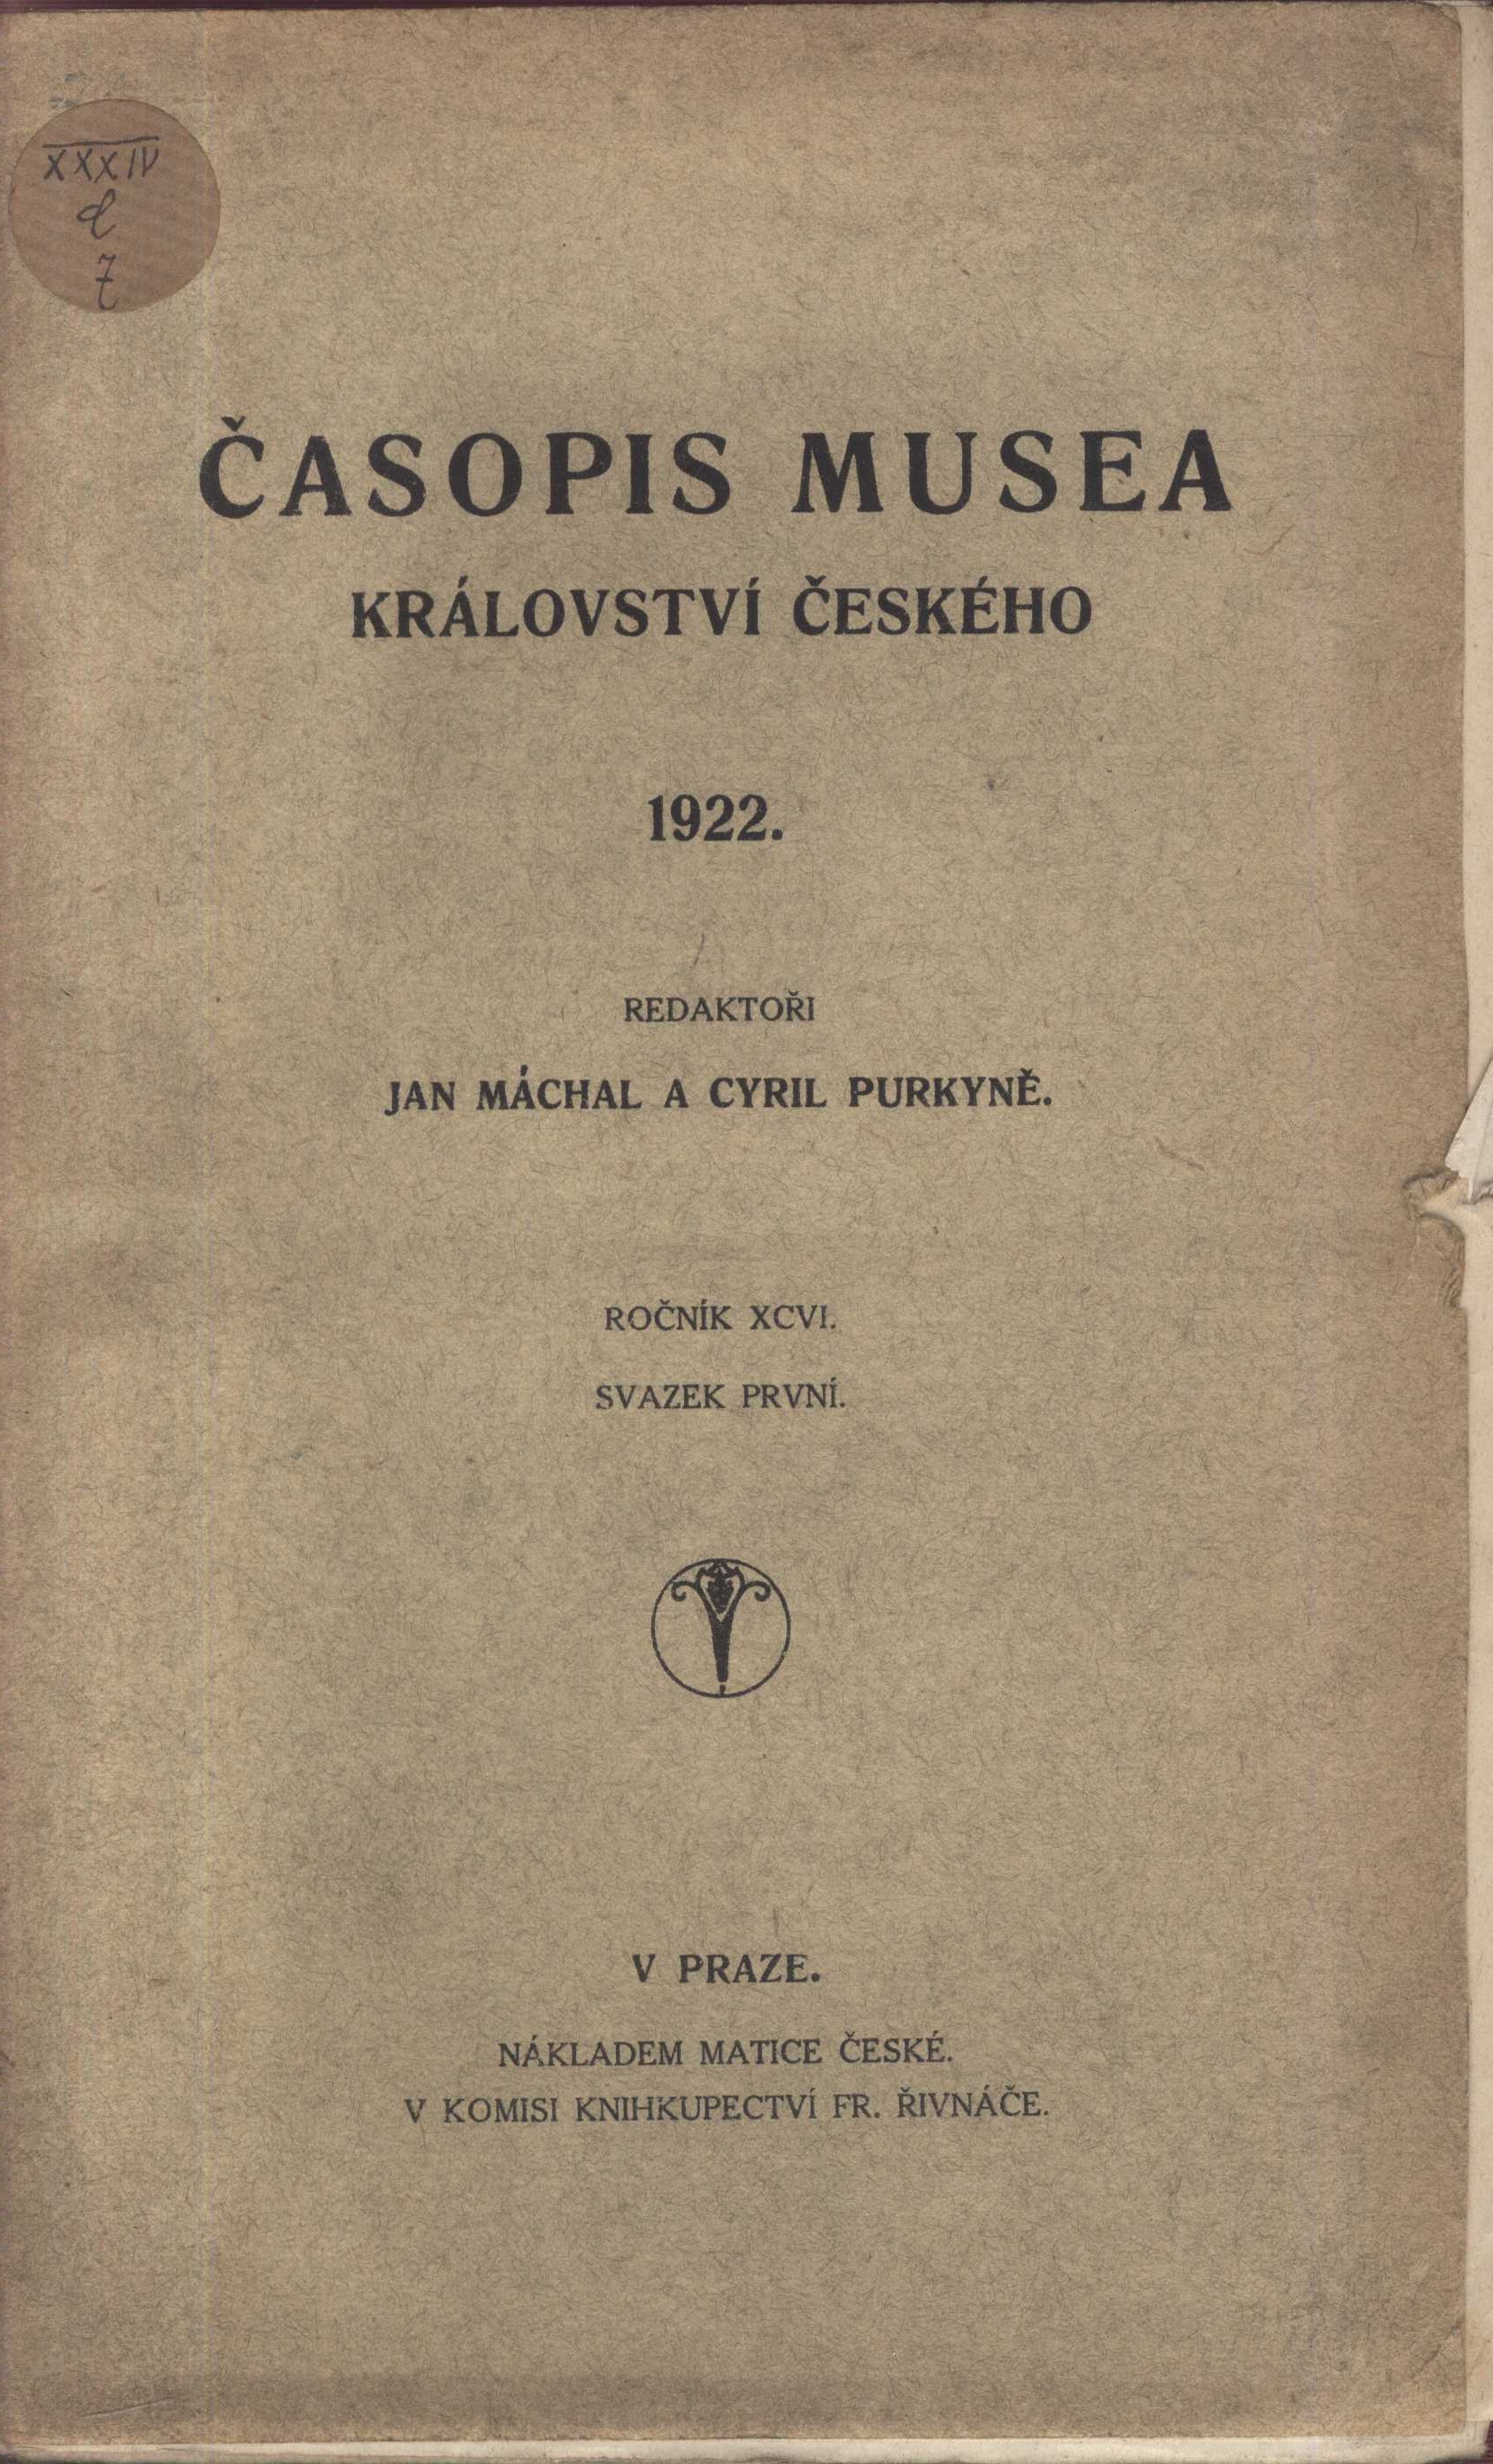 XXXIV
d
7
ČASOPIS MUSEA
KRÁLOVSTVÍ ČESKÉHO
1922.
REDAKTOŘI
JAN MÁCHAL A CYRIL PURKYNĚ.
ROČNÍK XCVI.
SVAZEK PRVNÍ.
V PRAZE.
NÁKLADEM MATICE ČESKÉ.
V KOMISI KNIHKUPECTVÍ FR. ŘIVNÁČE.